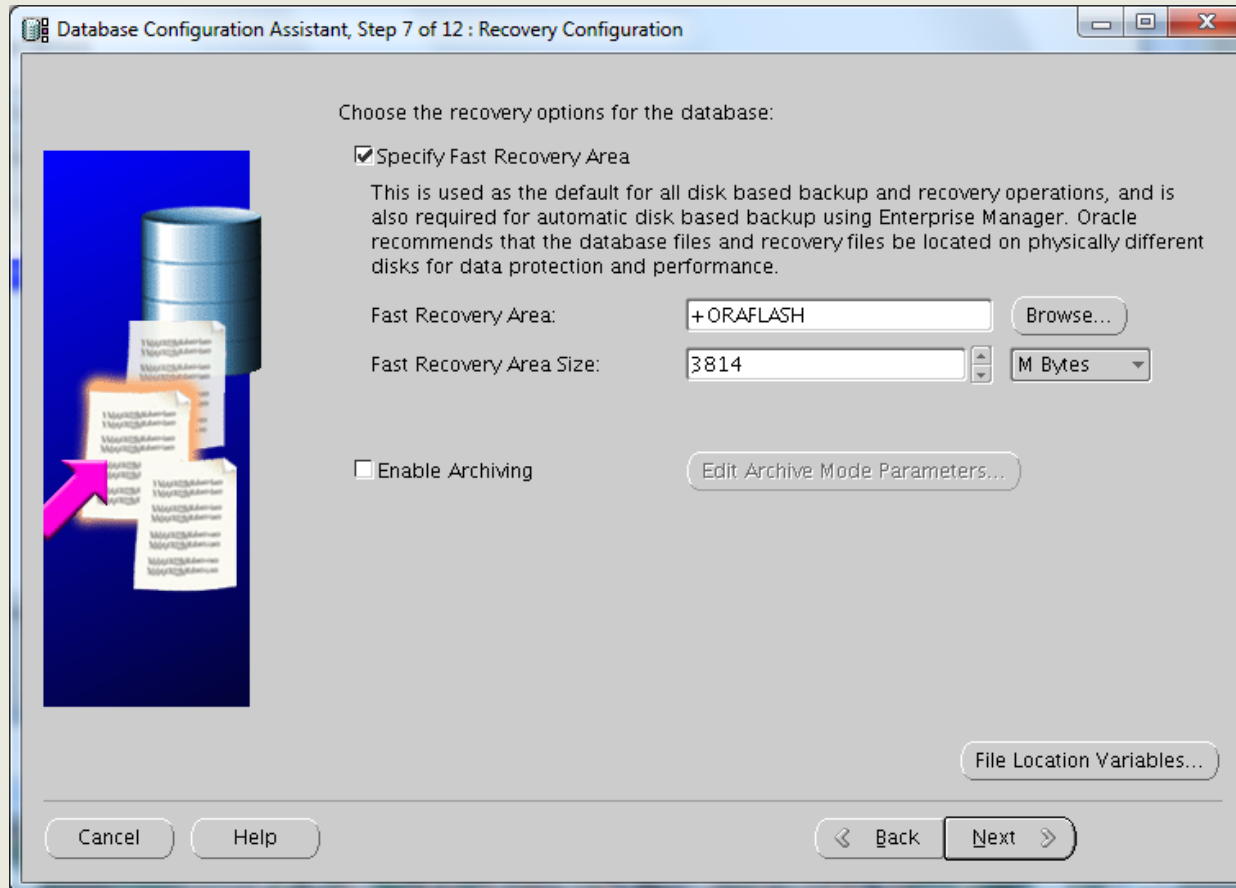 Database Configuration Assistant, Step 7 of 12 : Recovery Configuration
Choose the recovery options for the database:
Specify Fast Recovery Area
This is used as the default for all disk based backup and recovery operations, and is
also required for automatic disk based backup using Enterprise Manager. Oracle
recommends that the database files and recovery files be located on physically different
disks for data protection and performance.
Fast Recovery Area: +ORAFLASH Browse...
Fast Recovery Area Size: 3814 M Bytes
Enable Archiving Edit Archive Mode Parameters...
File Location Variables...
Cancel Help Back Next